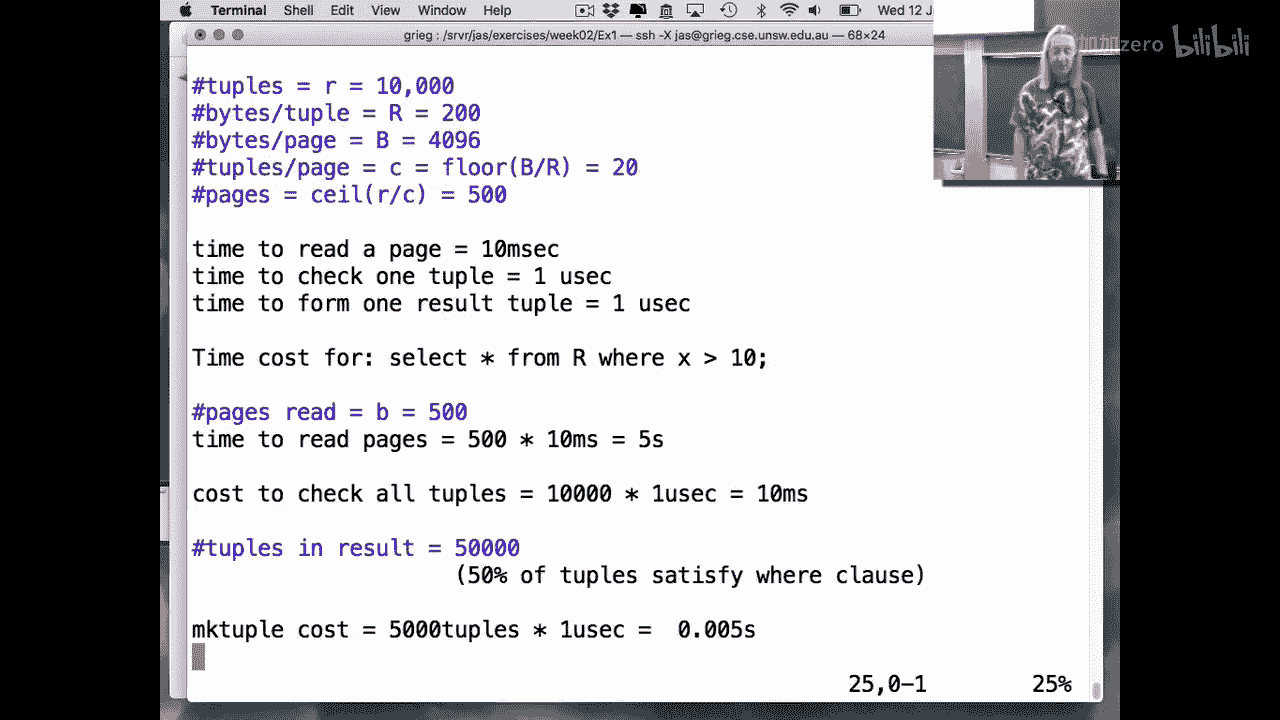 Terminal Shell Edit View Window Help Wed 12 J
grieg : /srvr/jas/exercises/week02/Ex1 — ssh -X jas@grieg.cse.unsw.edu.au — 68×24
加zero bilibili
#tuples = r = 10,000
#bytes/tuple = R = 200
#bytes/page = B = 4096
#tuples/page = c = floor(B/R) = 20
#pages = ceil(r/c) = 500
time to read a page = 10msec
time to check one tuple = 1 usec
time to form one result tuple = 1 usec
Time cost for: select * from R where x > 10;
#pages read = b = 500
time to read pages = 500 * 10ms = 5s
cost to check all tuples = 10000 * 1usec = 10ms
#tuples in result = 50000
(50% of tuples satisfy where clause)
mktuple cost = 5000tuples * 1usec =  0.005s
25,0-1 25%